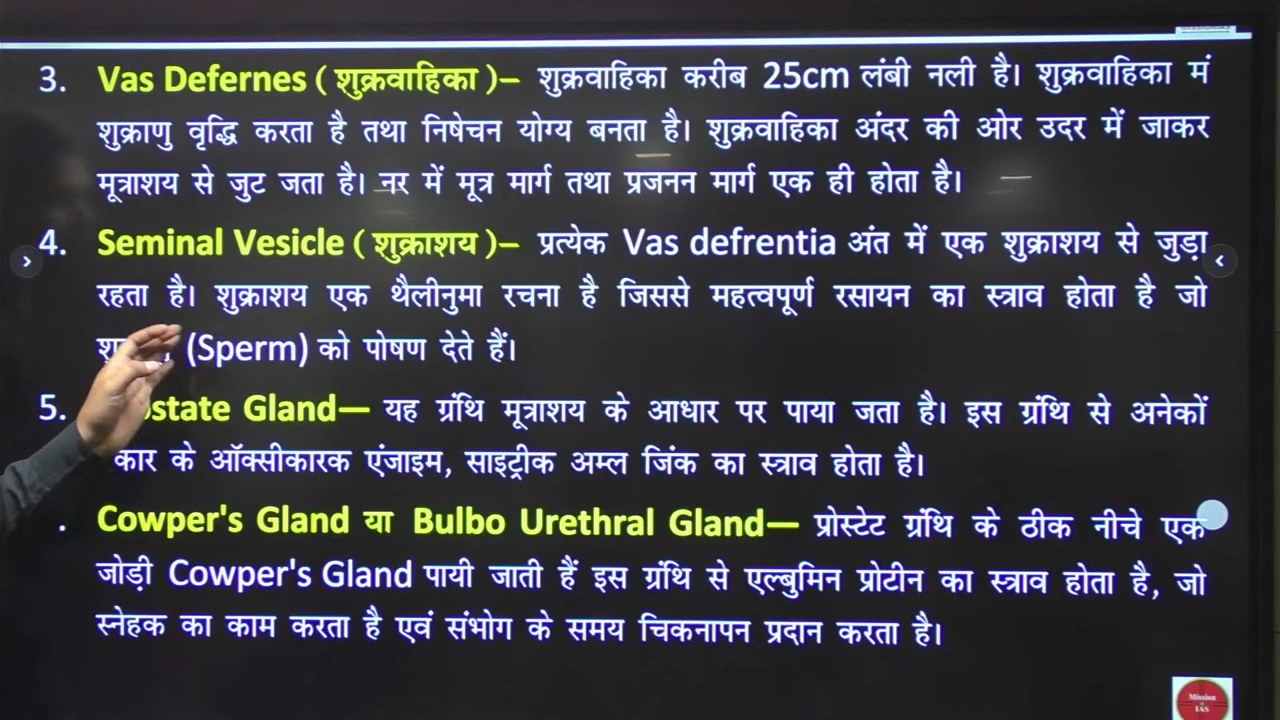 3. Vas Defernes ( शुक्रवाहिका )– शुक्रवाहिका करीब 25cm लंबी नली है। शुक्रवाहिका मं
शुक्राणु वृद्धि करता है तथा निषेचन योग्य बनता है। शुक्रवाहिका अंदर की ओर उदर में जाकर
मूत्राशय से जुट जता है। नर में मूत्र मार्ग तथा प्रजनन मार्ग एक ही होता है।
4. Seminal Vesicle ( शुक्राशय )– प्रत्येक Vas defrentia अंत में एक शुक्राशय से जुड़ा
रहता है। शुक्राशय एक थैलीनुमा रचना है जिससे महत्वपूर्ण रसायन का स्त्राव होता है जो
(Sperm) को पोषण देते हैं।
5. state Gland— यह ग्रंथि मूत्राशय के आधार पर पाया जता है। इस ग्रंथि से अनेकों
कार के ऑक्सीकारक एंजाइम, साइट्रीक अम्ल जिंक का स्त्राव होता है।
. Cowper's Gland या Bulbo Urethral Gland— प्रोस्टेट ग्रंथि के ठीक नीचे एक
जोड़ी Cowper's Gland पायी जाती हैं इस ग्रंथि से एल्बुमिन प्रोटीन का स्त्राव होता है, जो
स्नेहक का काम करता है एवं संभोग के समय चिकनापन प्रदान करता है।
Mission
IAS